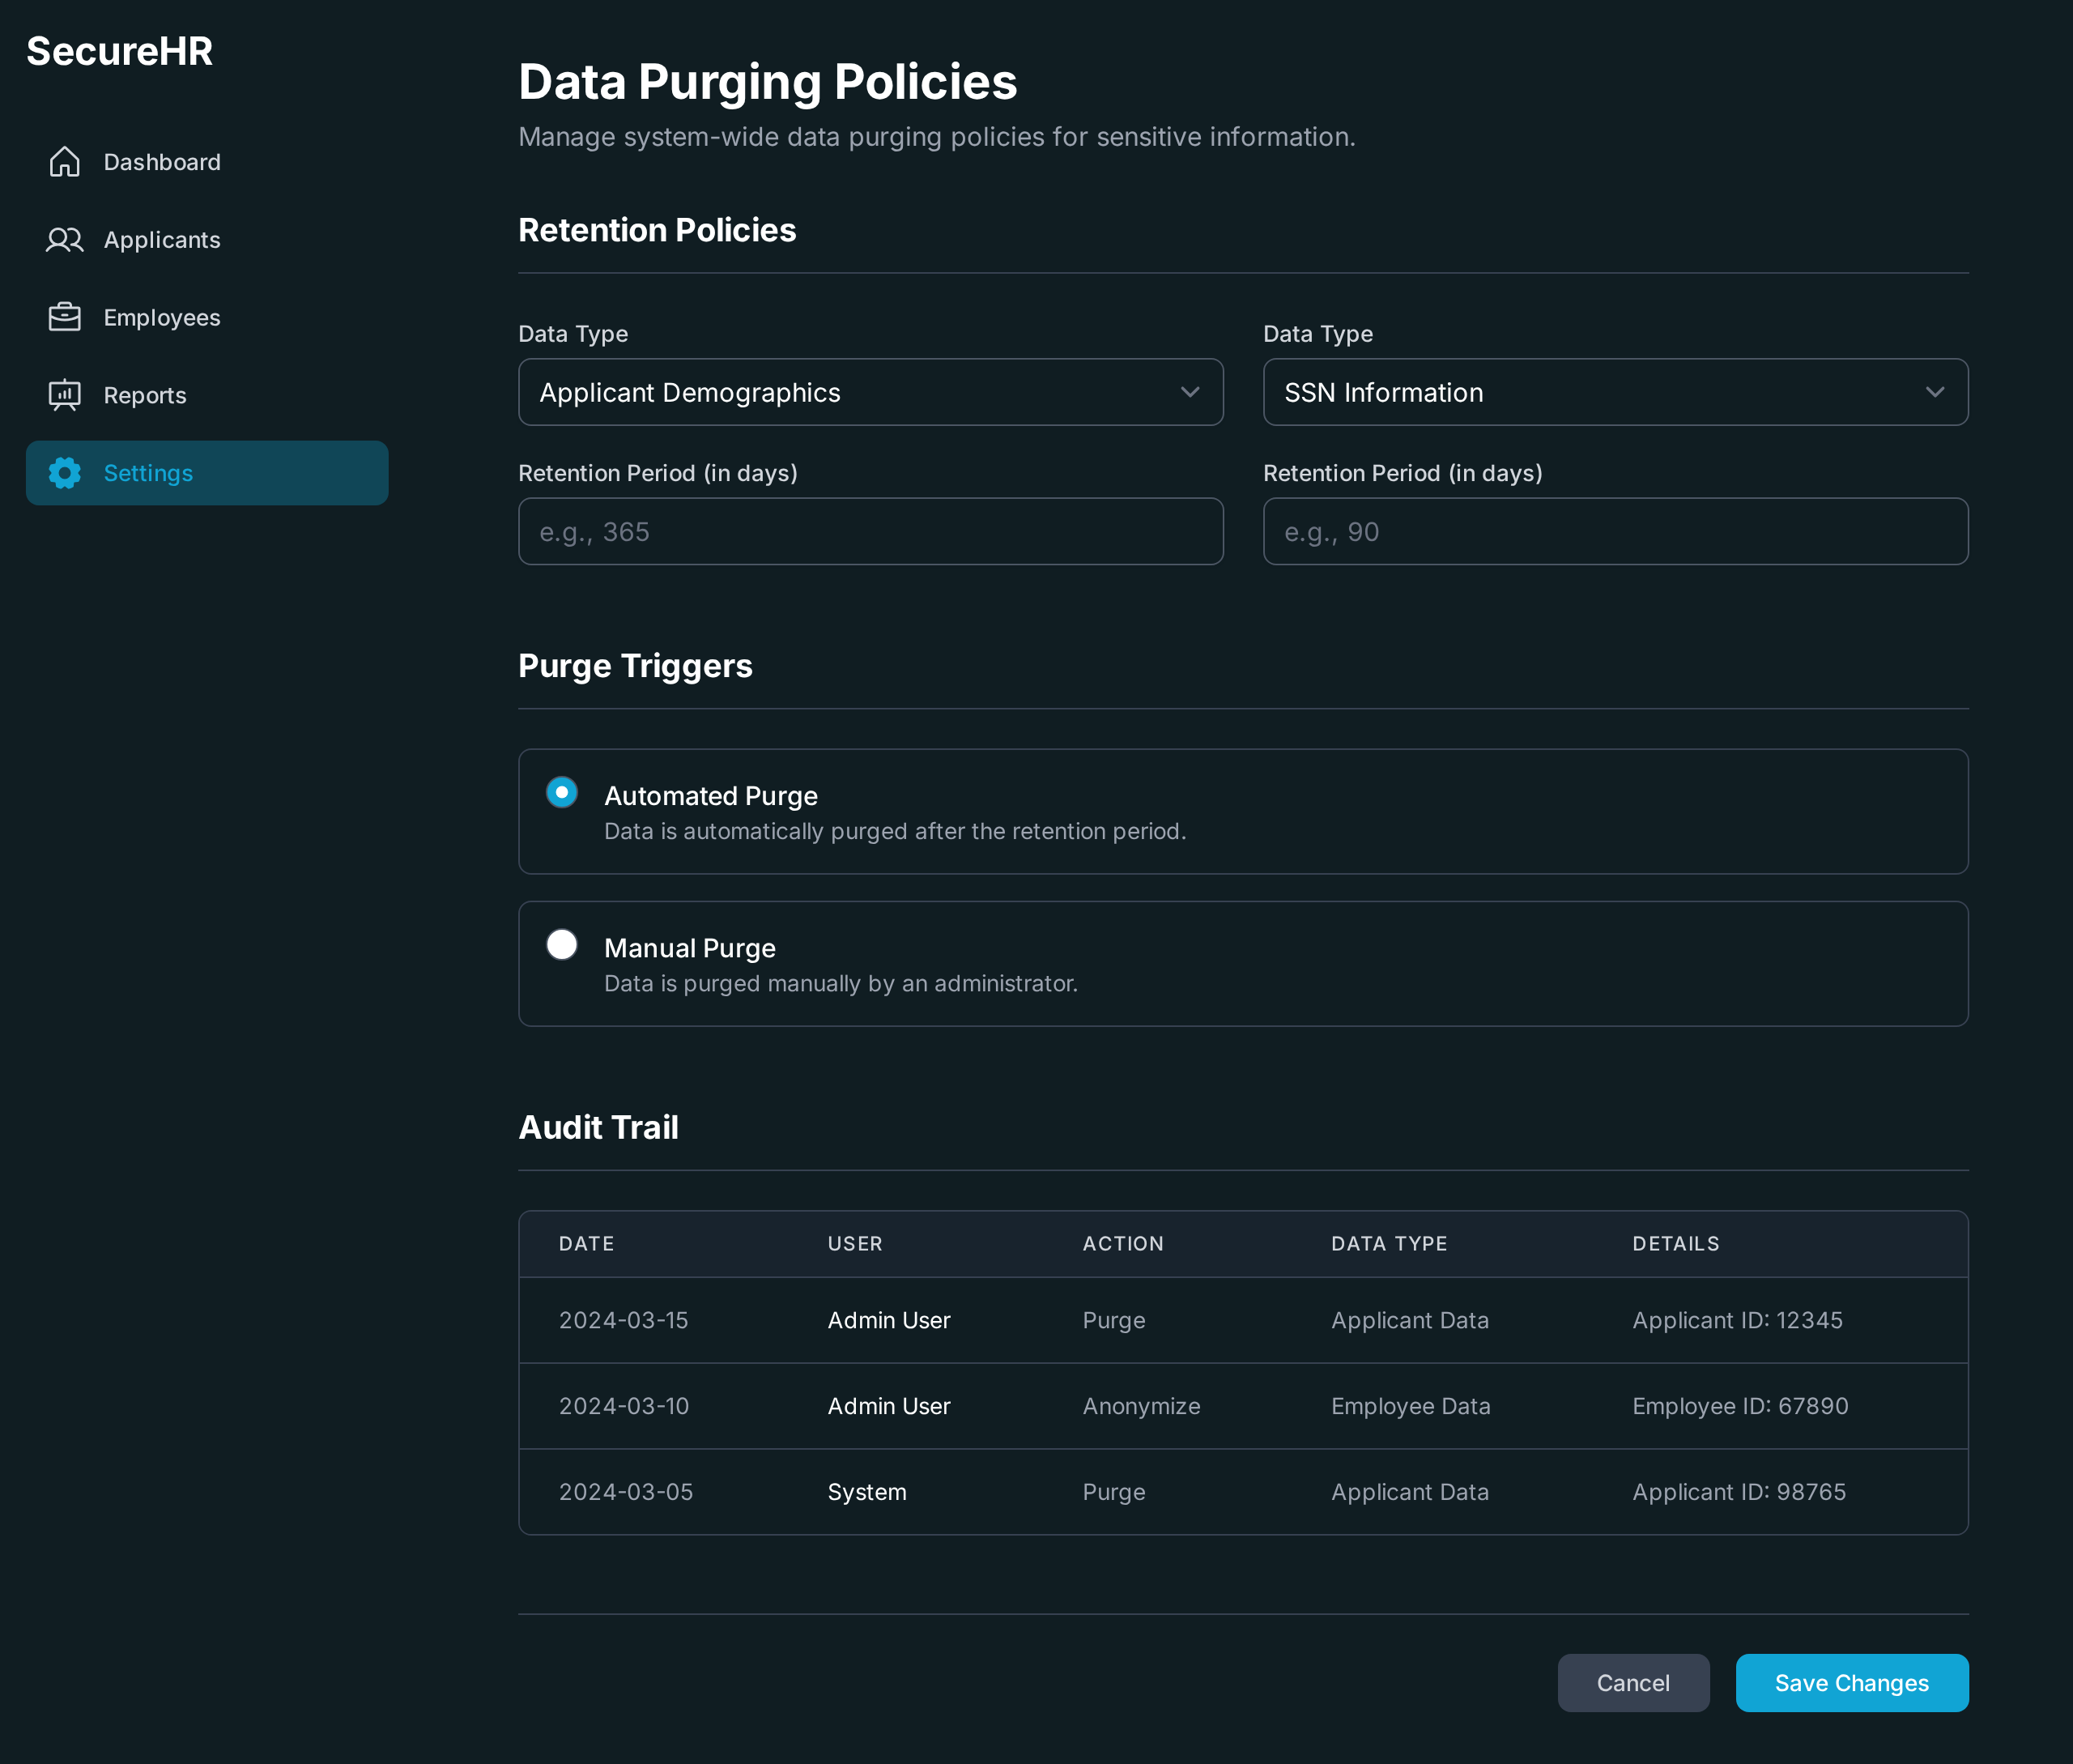 SecureHR
Dashboard
Applicants
Employees
Reports
Settings
Data Purging Policies
Manage system-wide data purging policies for sensitive information.
Retention Policies
Data Type
Applicant Demographics
Retention Period (in days)
e.g., 365
Data Type
SSN Information
Retention Period (in days)
e.g., 90
Purge Triggers
Automated Purge
Data is automatically purged after the retention period.
Manual Purge
Data is purged manually by an administrator.
Audit Trail
DATE USER ACTION DATA TYPE DETAILS
2024-03-15 Admin User Purge Applicant Data Applicant ID: 12345
2024-03-10 Admin User Anonymize Employee Data Employee ID: 67890
2024-03-05 System Purge Applicant Data Applicant ID: 98765
Cancel Save Changes